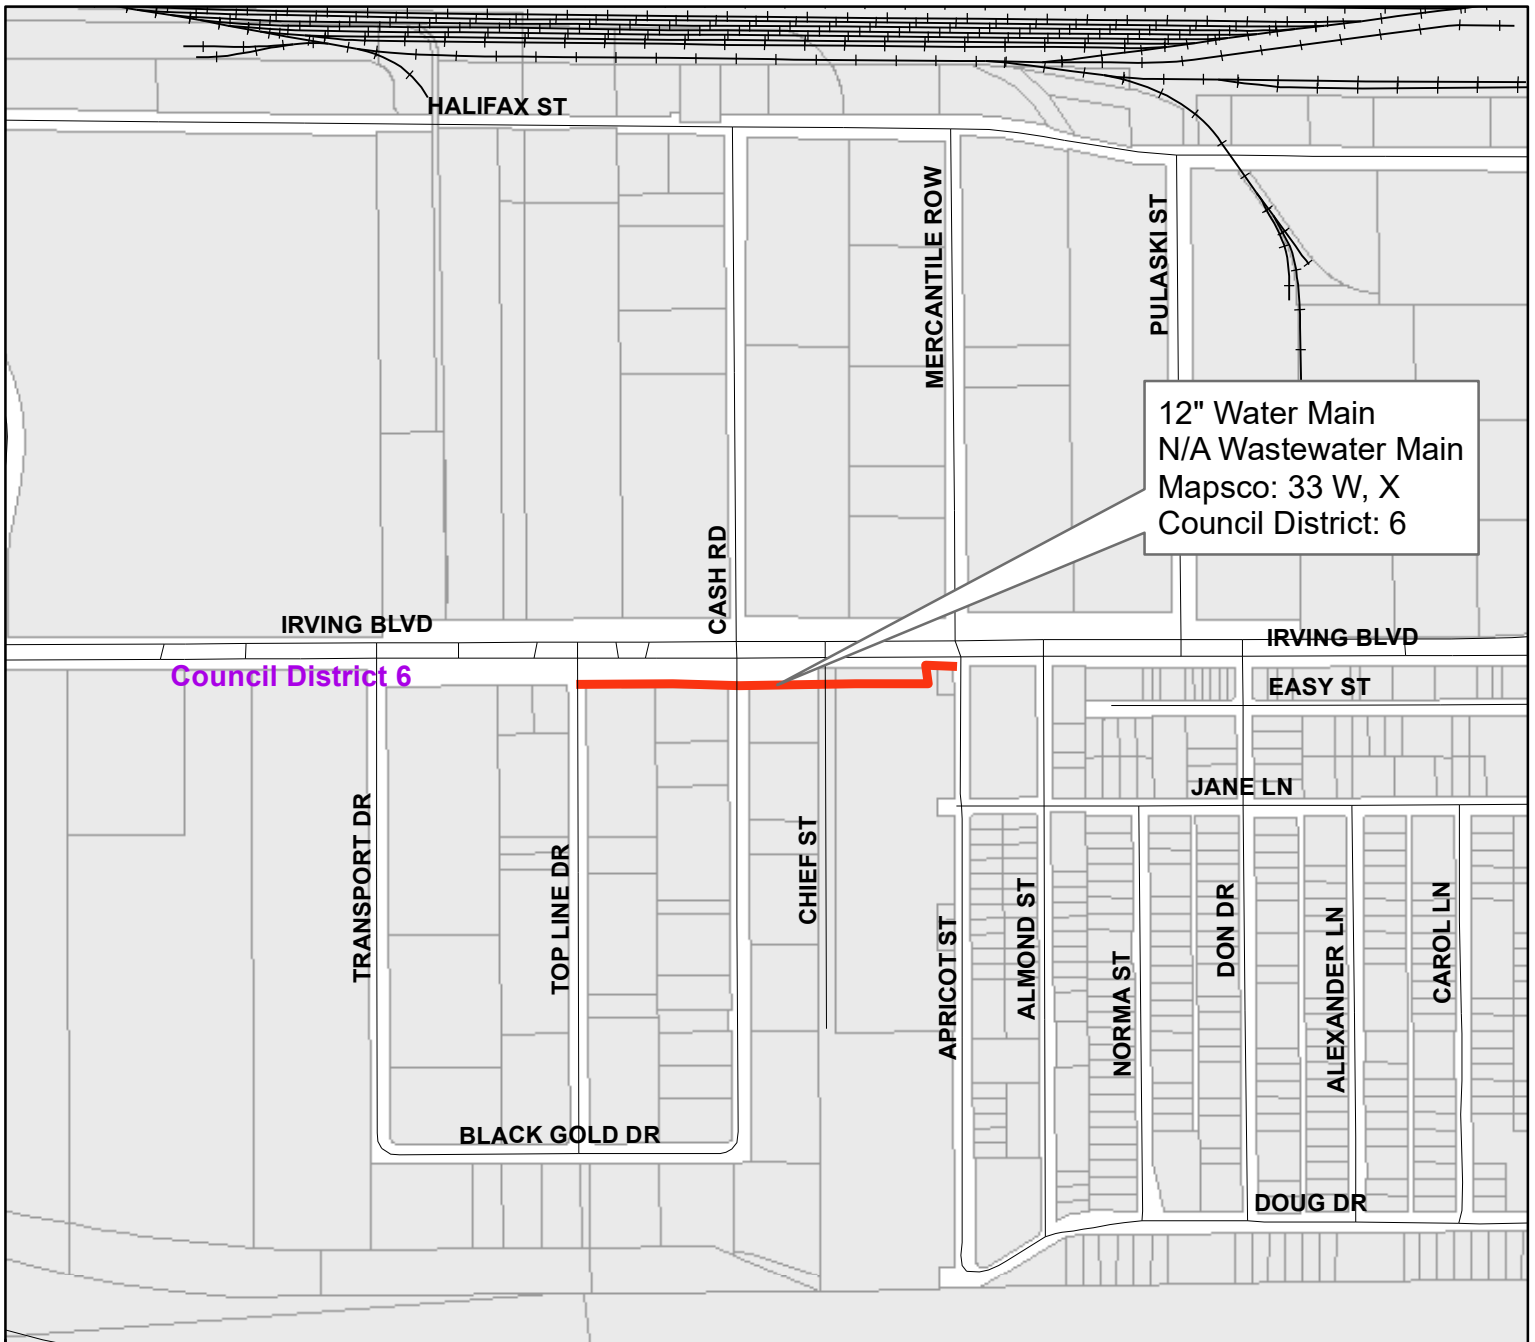 HALIFAX ST
MERCANTILE ROW
PULASKI ST
12" Water Main
N/A Wastewater Main
Mapsco: 33 W, X
Council District: 6
CASH RD
IRVING BLVD
IRVING BLVD
Council District 6
EASY ST
JANE LN
TRANSPORT DR
TOP LINE DR
CHIEF ST
APRICOT ST
ALMOND ST
NORMA ST
DON DR
ALEXANDER LN
CAROL LN
BLACK GOLD DR
DOUG DR